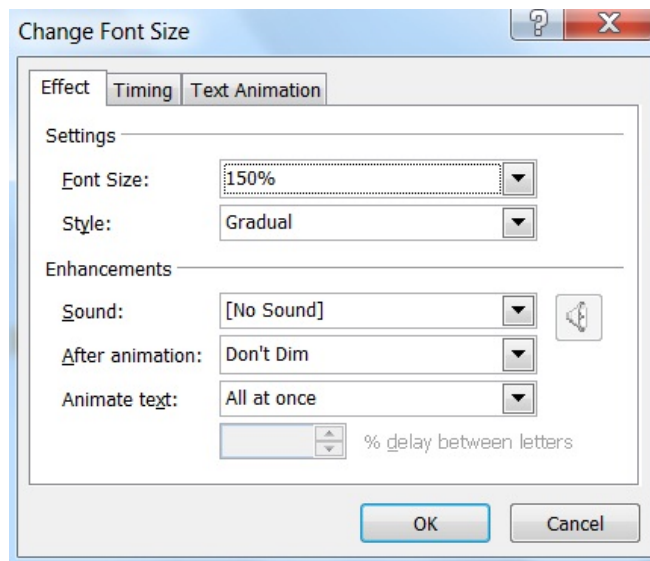 Change Font Size
Effect Timing Text Animation
Settings
Font Size: 150%
Style: Gradual
Enhancements
Sound: [No Sound]
After animation: Don't Dim
Animate text: All at once
% delay between letters
OK Cancel